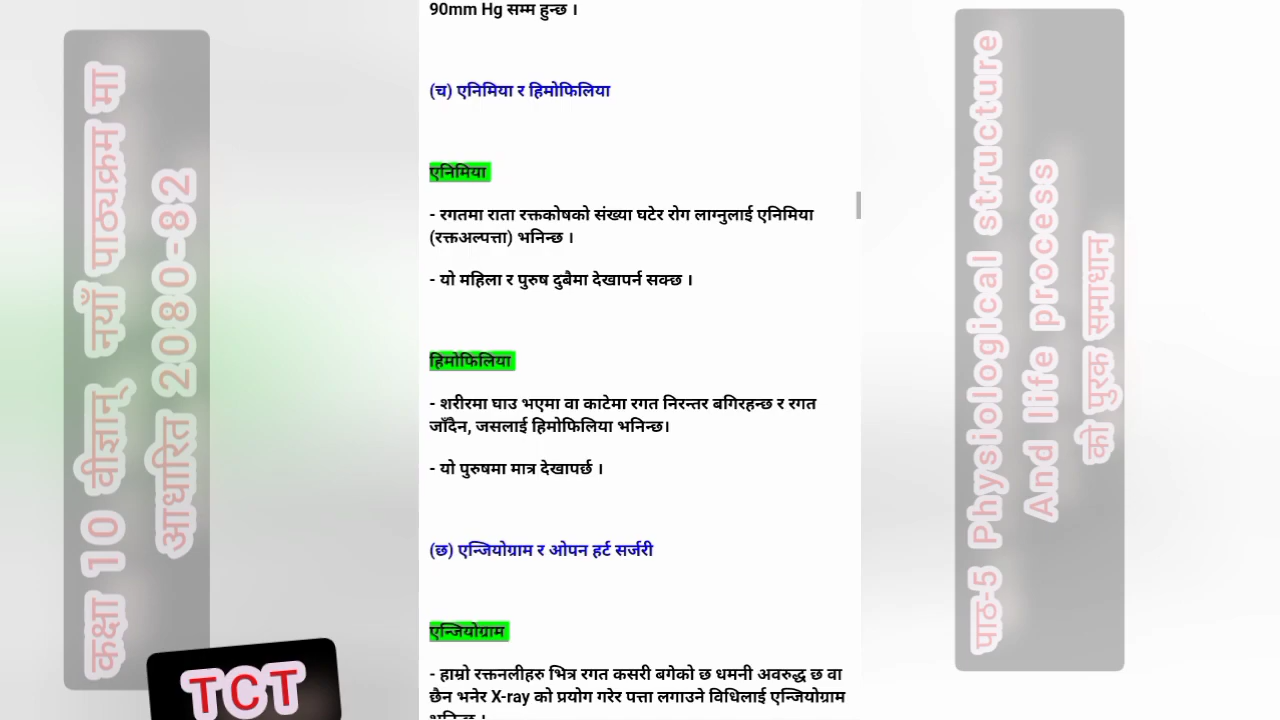 कक्षा 10 वीज्ञान् नयाँ पाठ्यक्रम मा
आधारित 2080-82
TCT
90mm Hg सम्म हुन्छ ।
(च) एनिमिया र हिमोफिलिया
एनिमिया
- रगतमा राता रक्तकोषको संख्या घटेर रोग लाग्नुलाई एनिमिया
(रक्तअल्पत्ता) भनिन्छ ।
- यो महिला र पुरुष दुबैमा देखापर्न सक्छ ।
हिमोफिलिया
- शरीरमा घाउ भएमा वा काटेमा रगत निरन्तर बगिरहन्छ र रगत
जाँदैन, जसलाई हिमोफिलिया भनिन्छ।
- यो पुरुषमा मात्र देखापर्छ ।
(छ) एन्जियोग्राम र ओपन हर्ट सर्जरी
एन्जियोग्राम
- हाम्रो रक्तनलीहरु भित्र रगत कसरी बगेको छ धमनी अवरुद्ध छ वा
छैन भनेर X-ray को प्रयोग गरेर पत्ता लगाउने विधिलाई एन्जियोग्राम
भनिन्छ ।
पाठ-5 Physiological structure
And life process
को पुरक समाधान